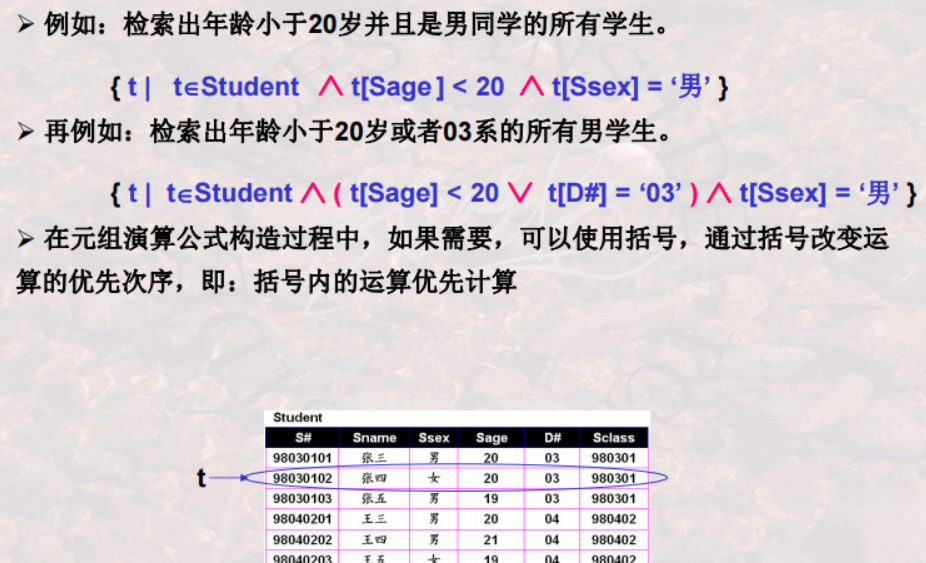 ➢ 例如：检索出年龄小于20岁并且是男同学的所有学生。
{ t | t∈Student ∧ t[Sage] < 20 ∧ t[Ssex] = ‘男’ }
➢ 再例如：检索出年龄小于20岁或者03系的所有男学生。
{ t | t∈Student ∧ ( t[Sage] < 20 ∨ t[D#] = ‘03’ ) ∧ t[Ssex] = ‘男’ }
➢ 在元组演算公式构造过程中，如果需要，可以使用括号，通过括号改变运
算的优先次序，即：括号内的运算优先计算
Student
S# Sname Ssex Sage D# Sclass
98030101 张三 男 20 03 980301
t 98030102 张四 女 20 03 980301
98030103 张五 男 19 03 980301
98040201 王三 男 20 04 980402
98040202 王四 男 21 04 980402
98040203 王五 女 19 04 980402